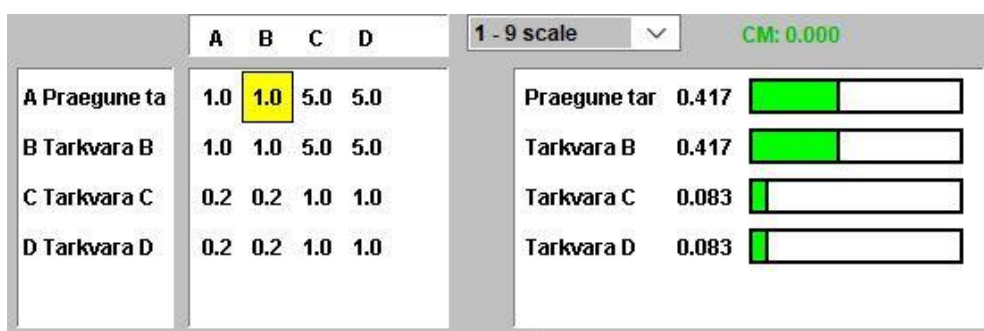 A B C D 1 - 9 scale CM: 0.000
A Praegune ta 1.0 1.0 5.0 5.0 Praegune tar 0.417
B Tarkvara B 1.0 1.0 5.0 5.0 Tarkvara B 0.417
C Tarkvara C 0.2 0.2 1.0 1.0 Tarkvara C 0.083
D Tarkvara D 0.2 0.2 1.0 1.0 Tarkvara D 0.083